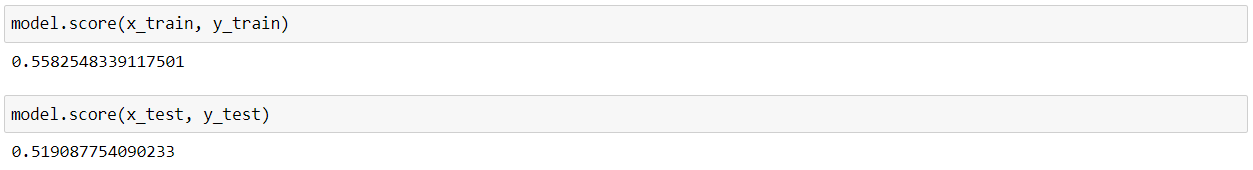 model.score(x_train, y_train)
0.5582548339117501
model.score(x_test, y_test)
0.519087754090233